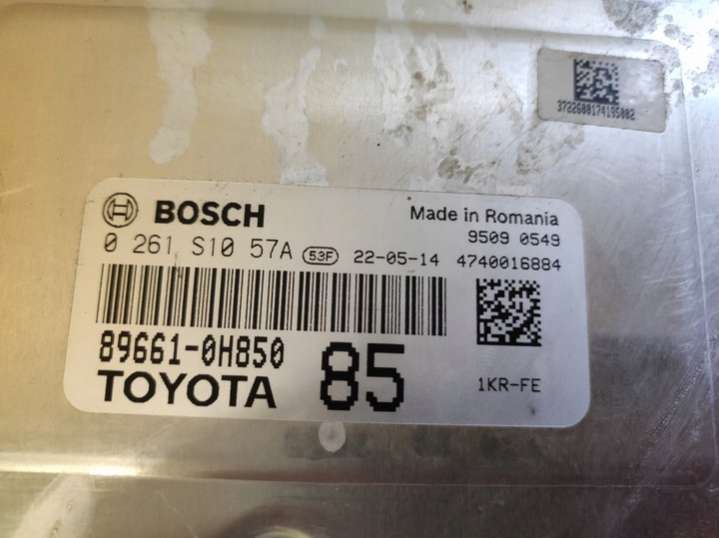 3722600174195082
BOSCH
Made in Romania
0 261 S10 57A 53F 22-05-14
9509 0549
4740016884
89661-0H850
TOYOTA
85
1KR-FE